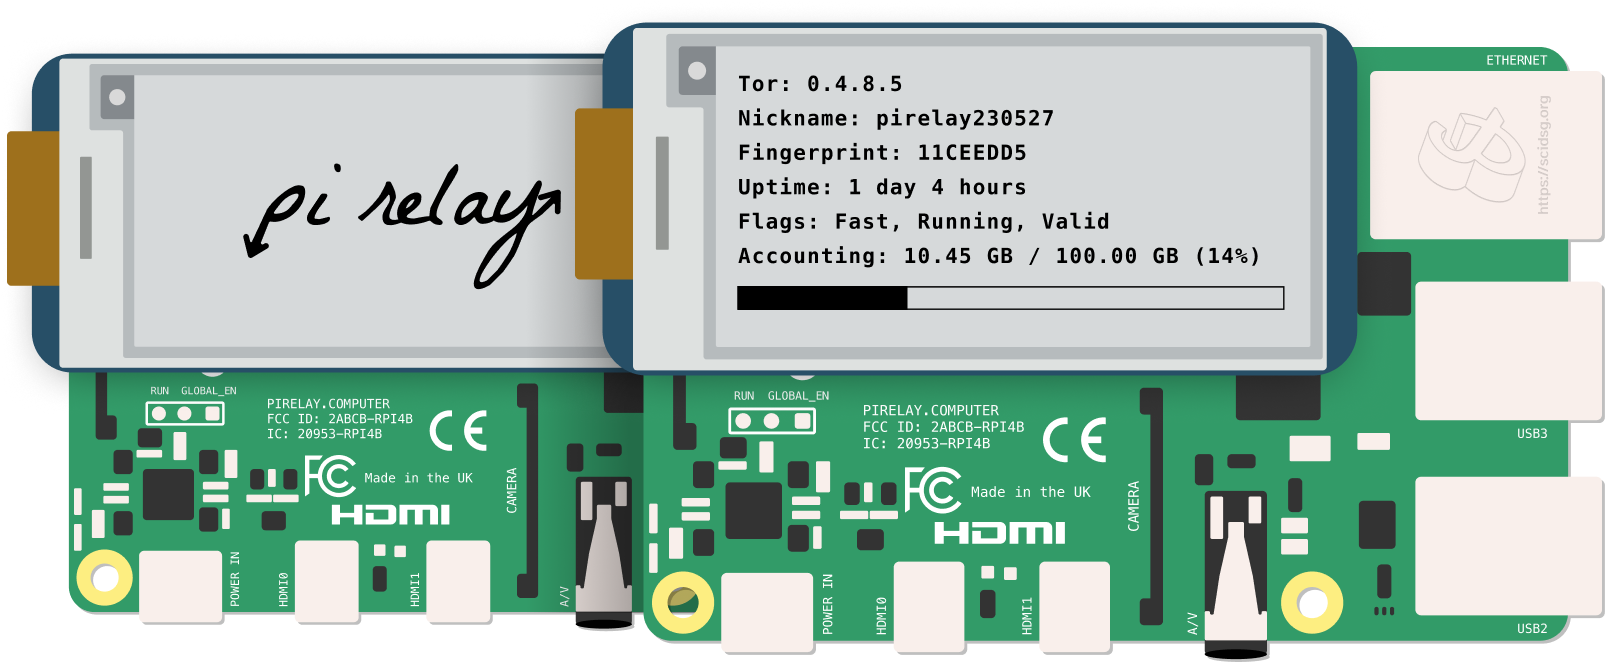 pi relay
RUN GLOBAL_EN
PIRELAY.COMPUTER
FCC ID: 2ABCB-RPI4B
IC: 20953-RPI4B
CE
FC
Made in the UK
HDMI
CAMERA
POWER IN
HDMI0
HDMI1
A/V
Tor: 0.4.8.5
Nickname: pirelay230527
Fingerprint: 11CEEDD5
Uptime: 1 day 4 hours
Flags: Fast, Running, Valid
Accounting: 10.45 GB / 100.00 GB (14%)
ETHERNET
https://scidsg.org
RUN GLOBAL_EN
PIRELAY.COMPUTER
FCC ID: 2ABCB-RPI4B
IC: 20953-RPI4B
CE
FC
Made in the UK
HDMI
CAMERA
USB3
POWER IN
HDMI0
HDMI1
A/V
USB2